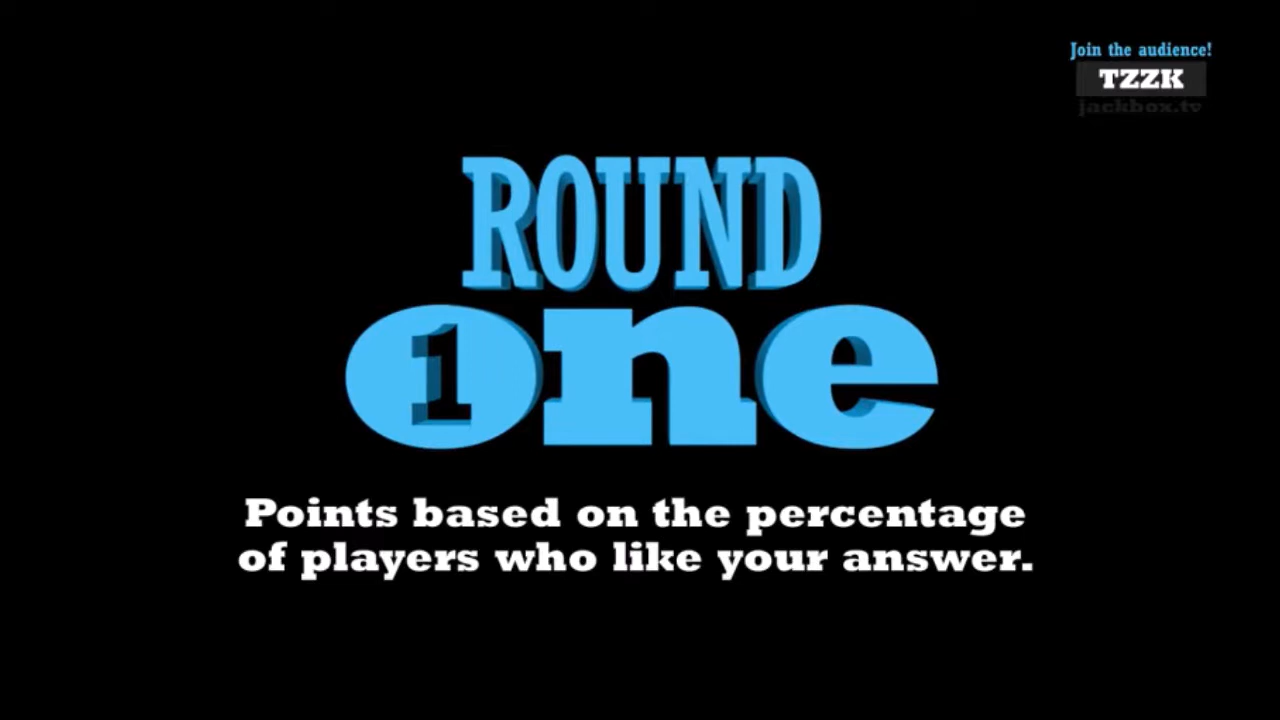 Join the audience!
TZZK
jackbox.tv
ROUND
One
1
Points based on the percentage
of players who like your answer.